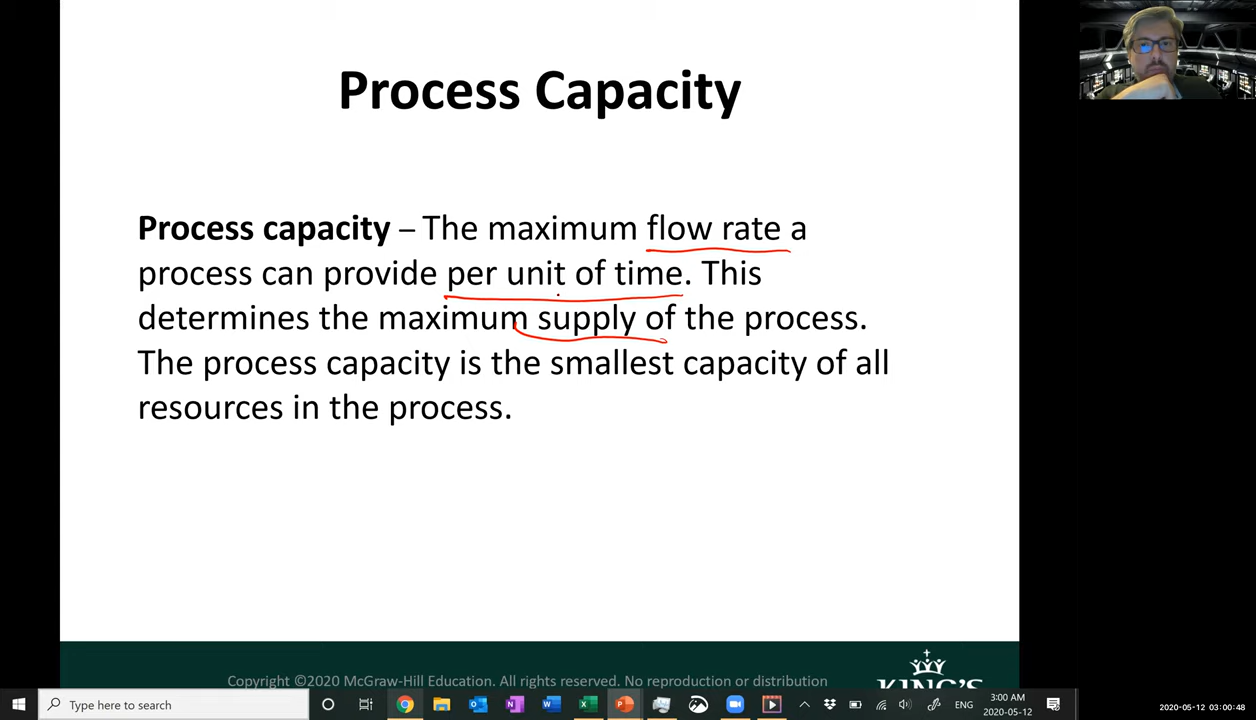 Process Capacity
Process capacity – The maximum flow rate a
process can provide per unit of time. This
determines the maximum supply of the process.
The process capacity is the smallest capacity of all
resources in the process.
Copyright ©2020 McGraw-Hill Education. All rights reserved. No reproduction or distribution
KING'S
Type here to search
ENG
3:00 AM
2020-05-12
2020-05-12 03:00:48